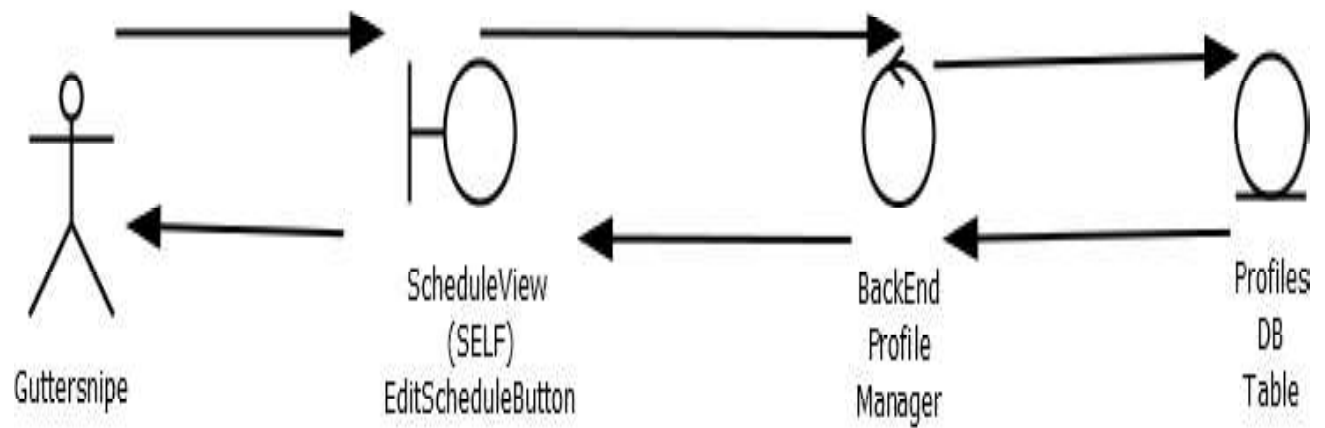 Guttersnipe
ScheduleView
(SELF)
EditScheduleButton
BackEnd
Profile
Manager
Profiles
DB
Table